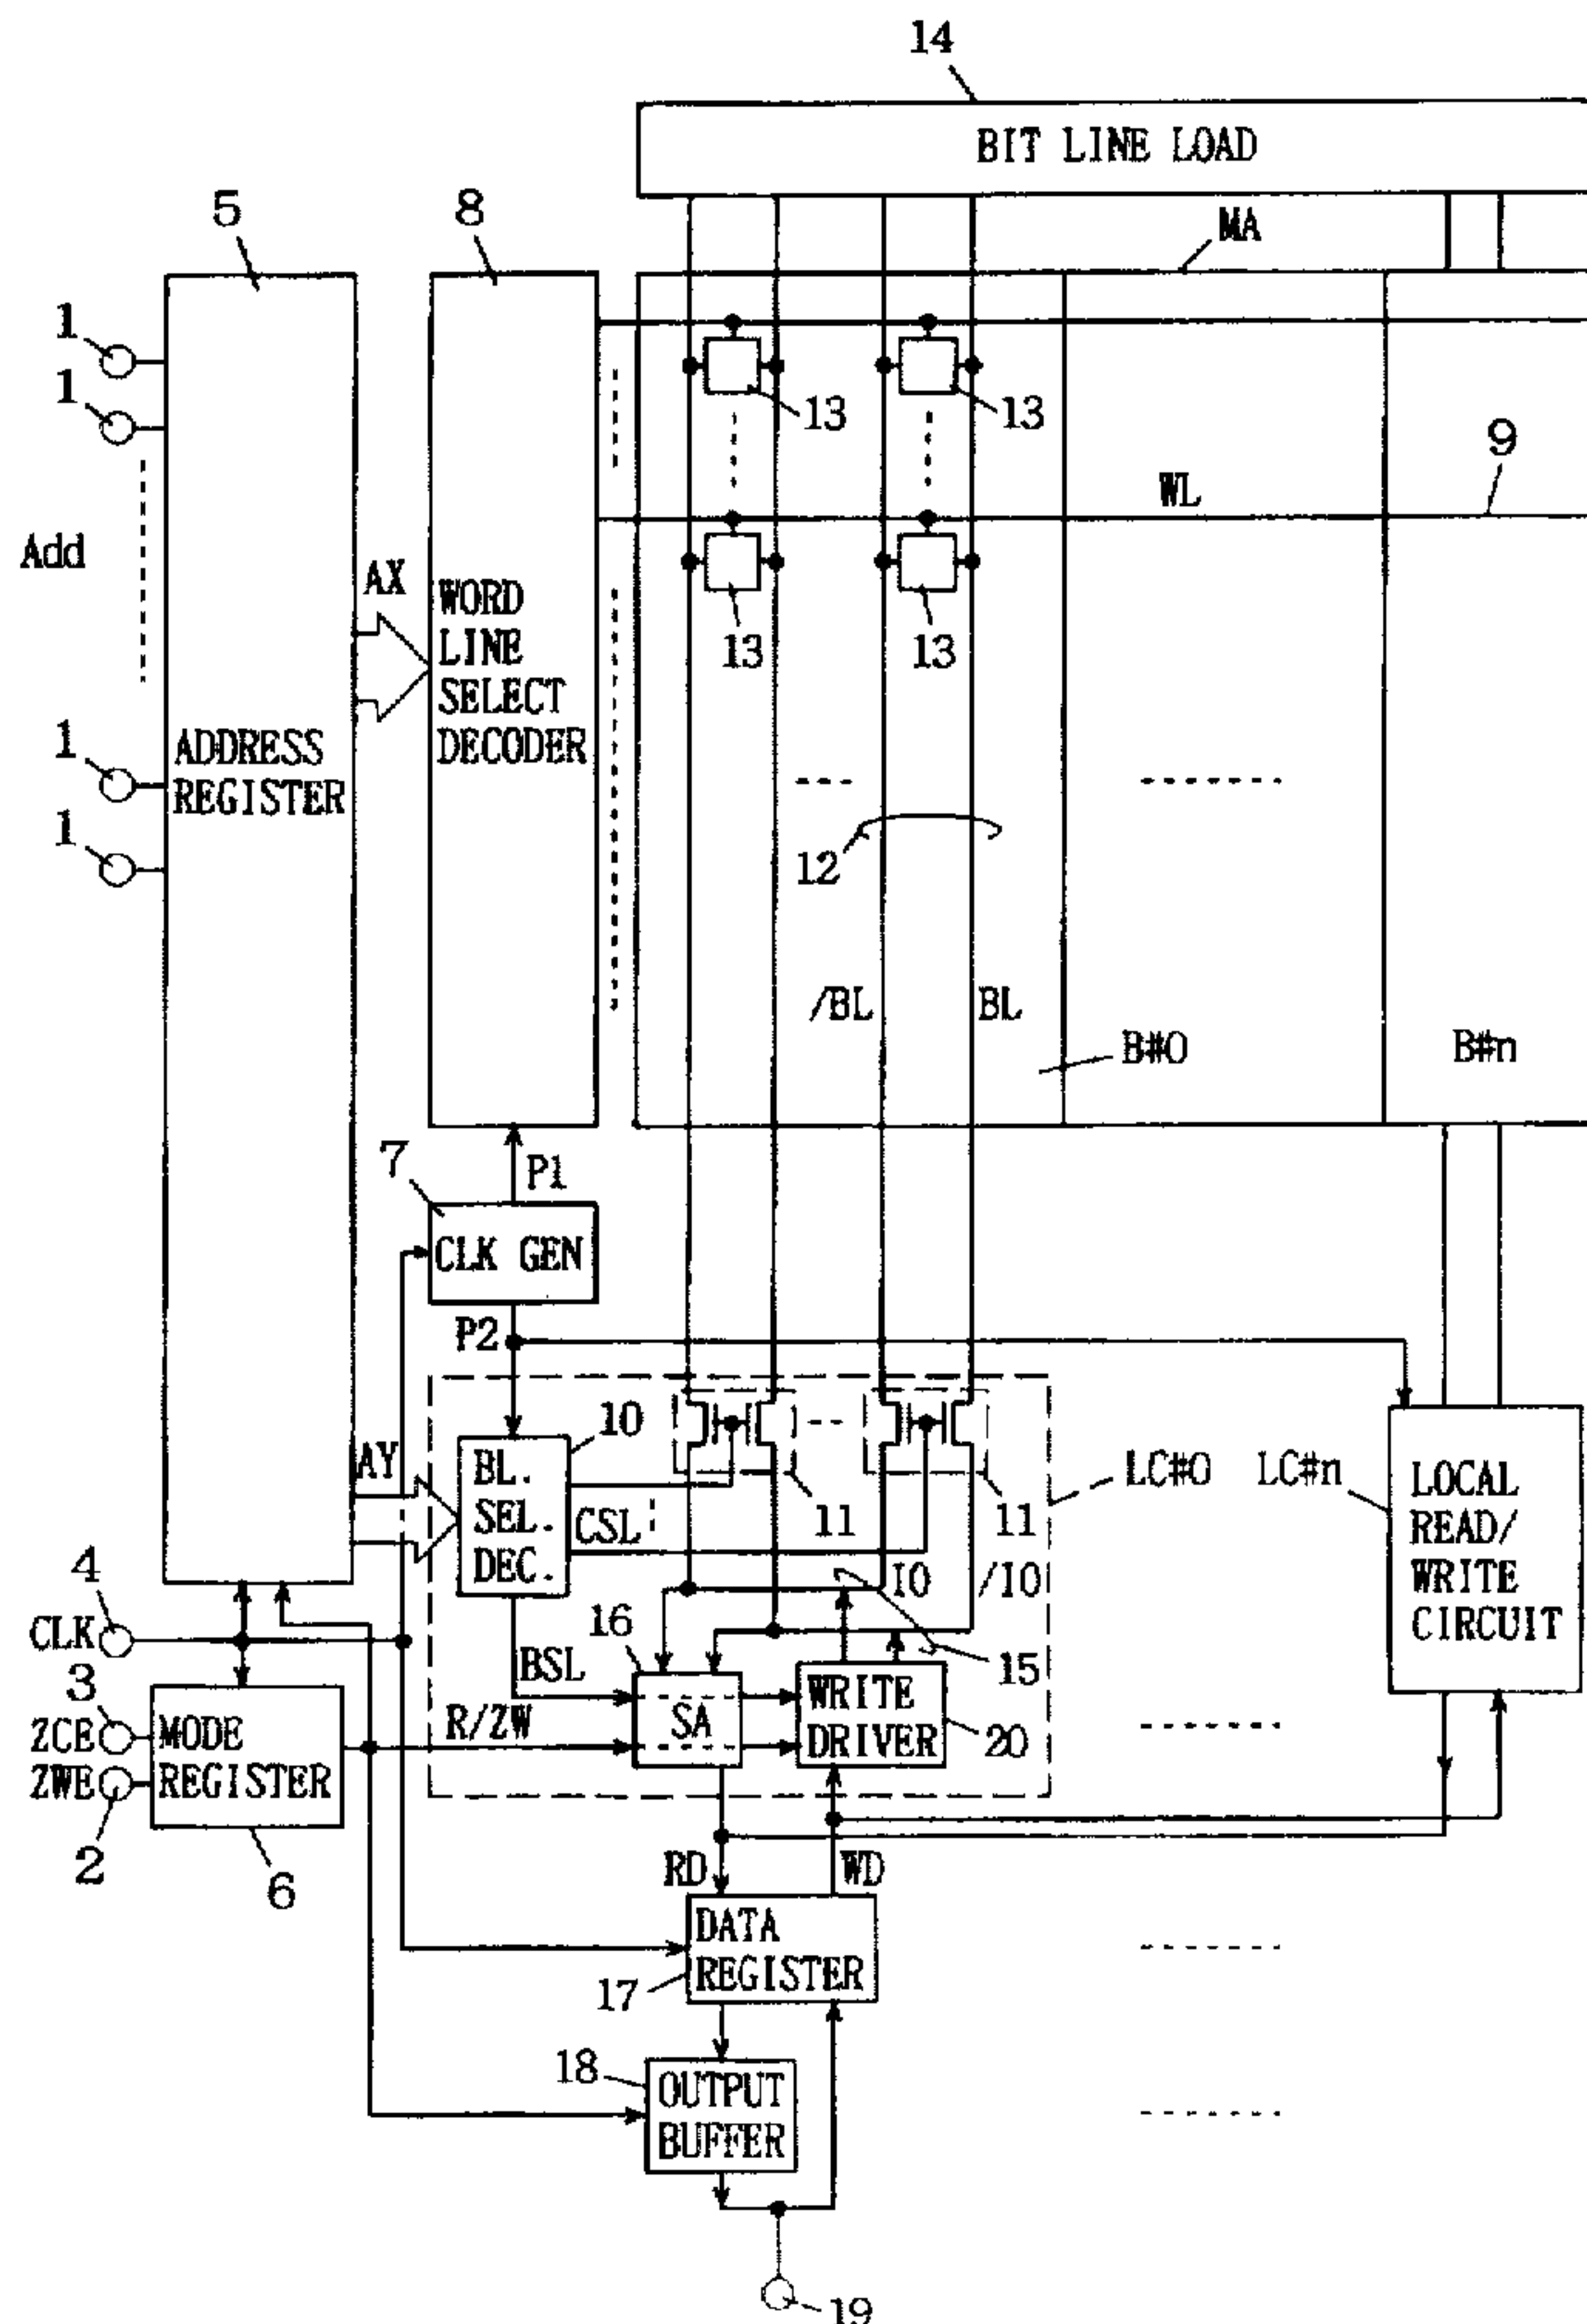 14
BIT LINE LOAD
5
8
MA
1
1
13
13
9
WL
Add
AX
WORD
LINE
SELECT
DECODER
13
13
1
ADDRESS
REGISTER
1
12
/BL
BL
B#0
B#n
7
P1
CLK GEN
P2
10
AY
BL.
SEL.
DEC.
CSL
11
11
LC#0
LC#n
LOCAL
READ/
WRITE
CIRCUIT
IO
/IO
4
CLK
16
BSL
15
3
ZCE
MODE
REGISTER
R/ZW
SA
WRITE
DRIVER
20
ZWE
2
6
RD
WD
DATA
REGISTER
17
18
OUTPUT
BUFFER
19